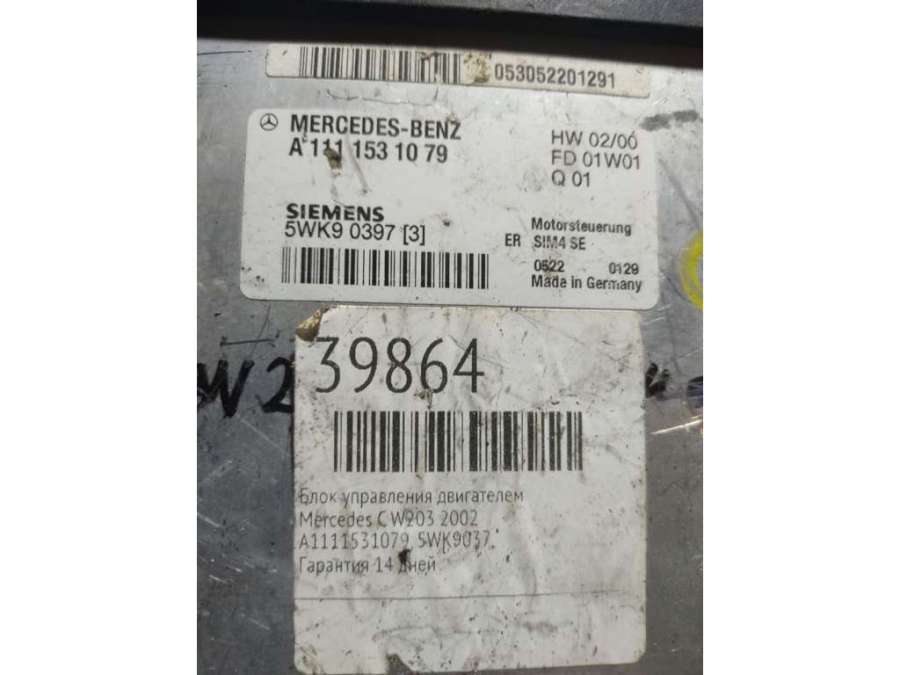 053052201291
MERCEDES-BENZ
A 111 153 10 79
HW 02/00
FD 01W01
Q 01
SIEMENS
5WK9 0397 [3]
Motorsteuerung
ER SIM4 SE
0522 0129
Made in Germany
W2
39864
Блок управления двигателем
Mercedes C W203 2002
A1111531079, 5WK9037.
Гарантия 14 дней